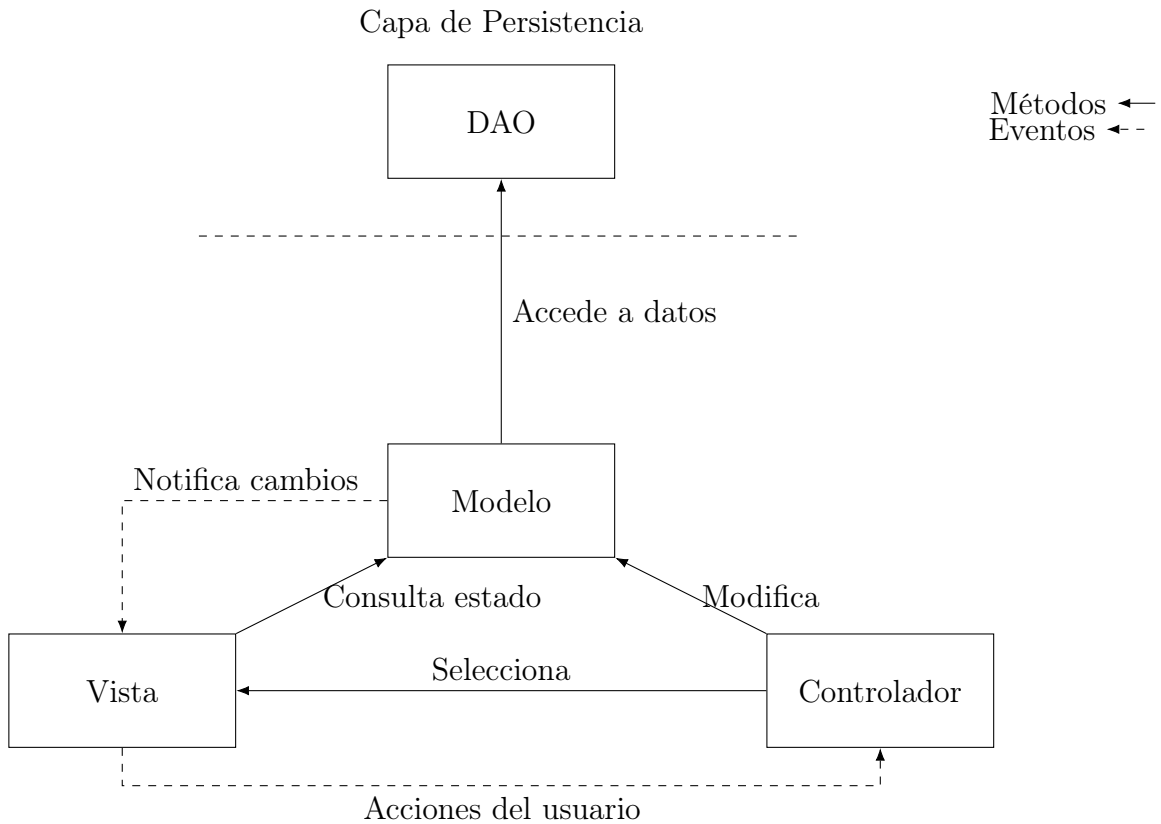 Capa de Persistencia
DAO
Métodos
Eventos
Accede a datos
Notifica cambios
Modelo
Consulta estado
Modifica
Selecciona
Vista
Controlador
Acciones del usuario